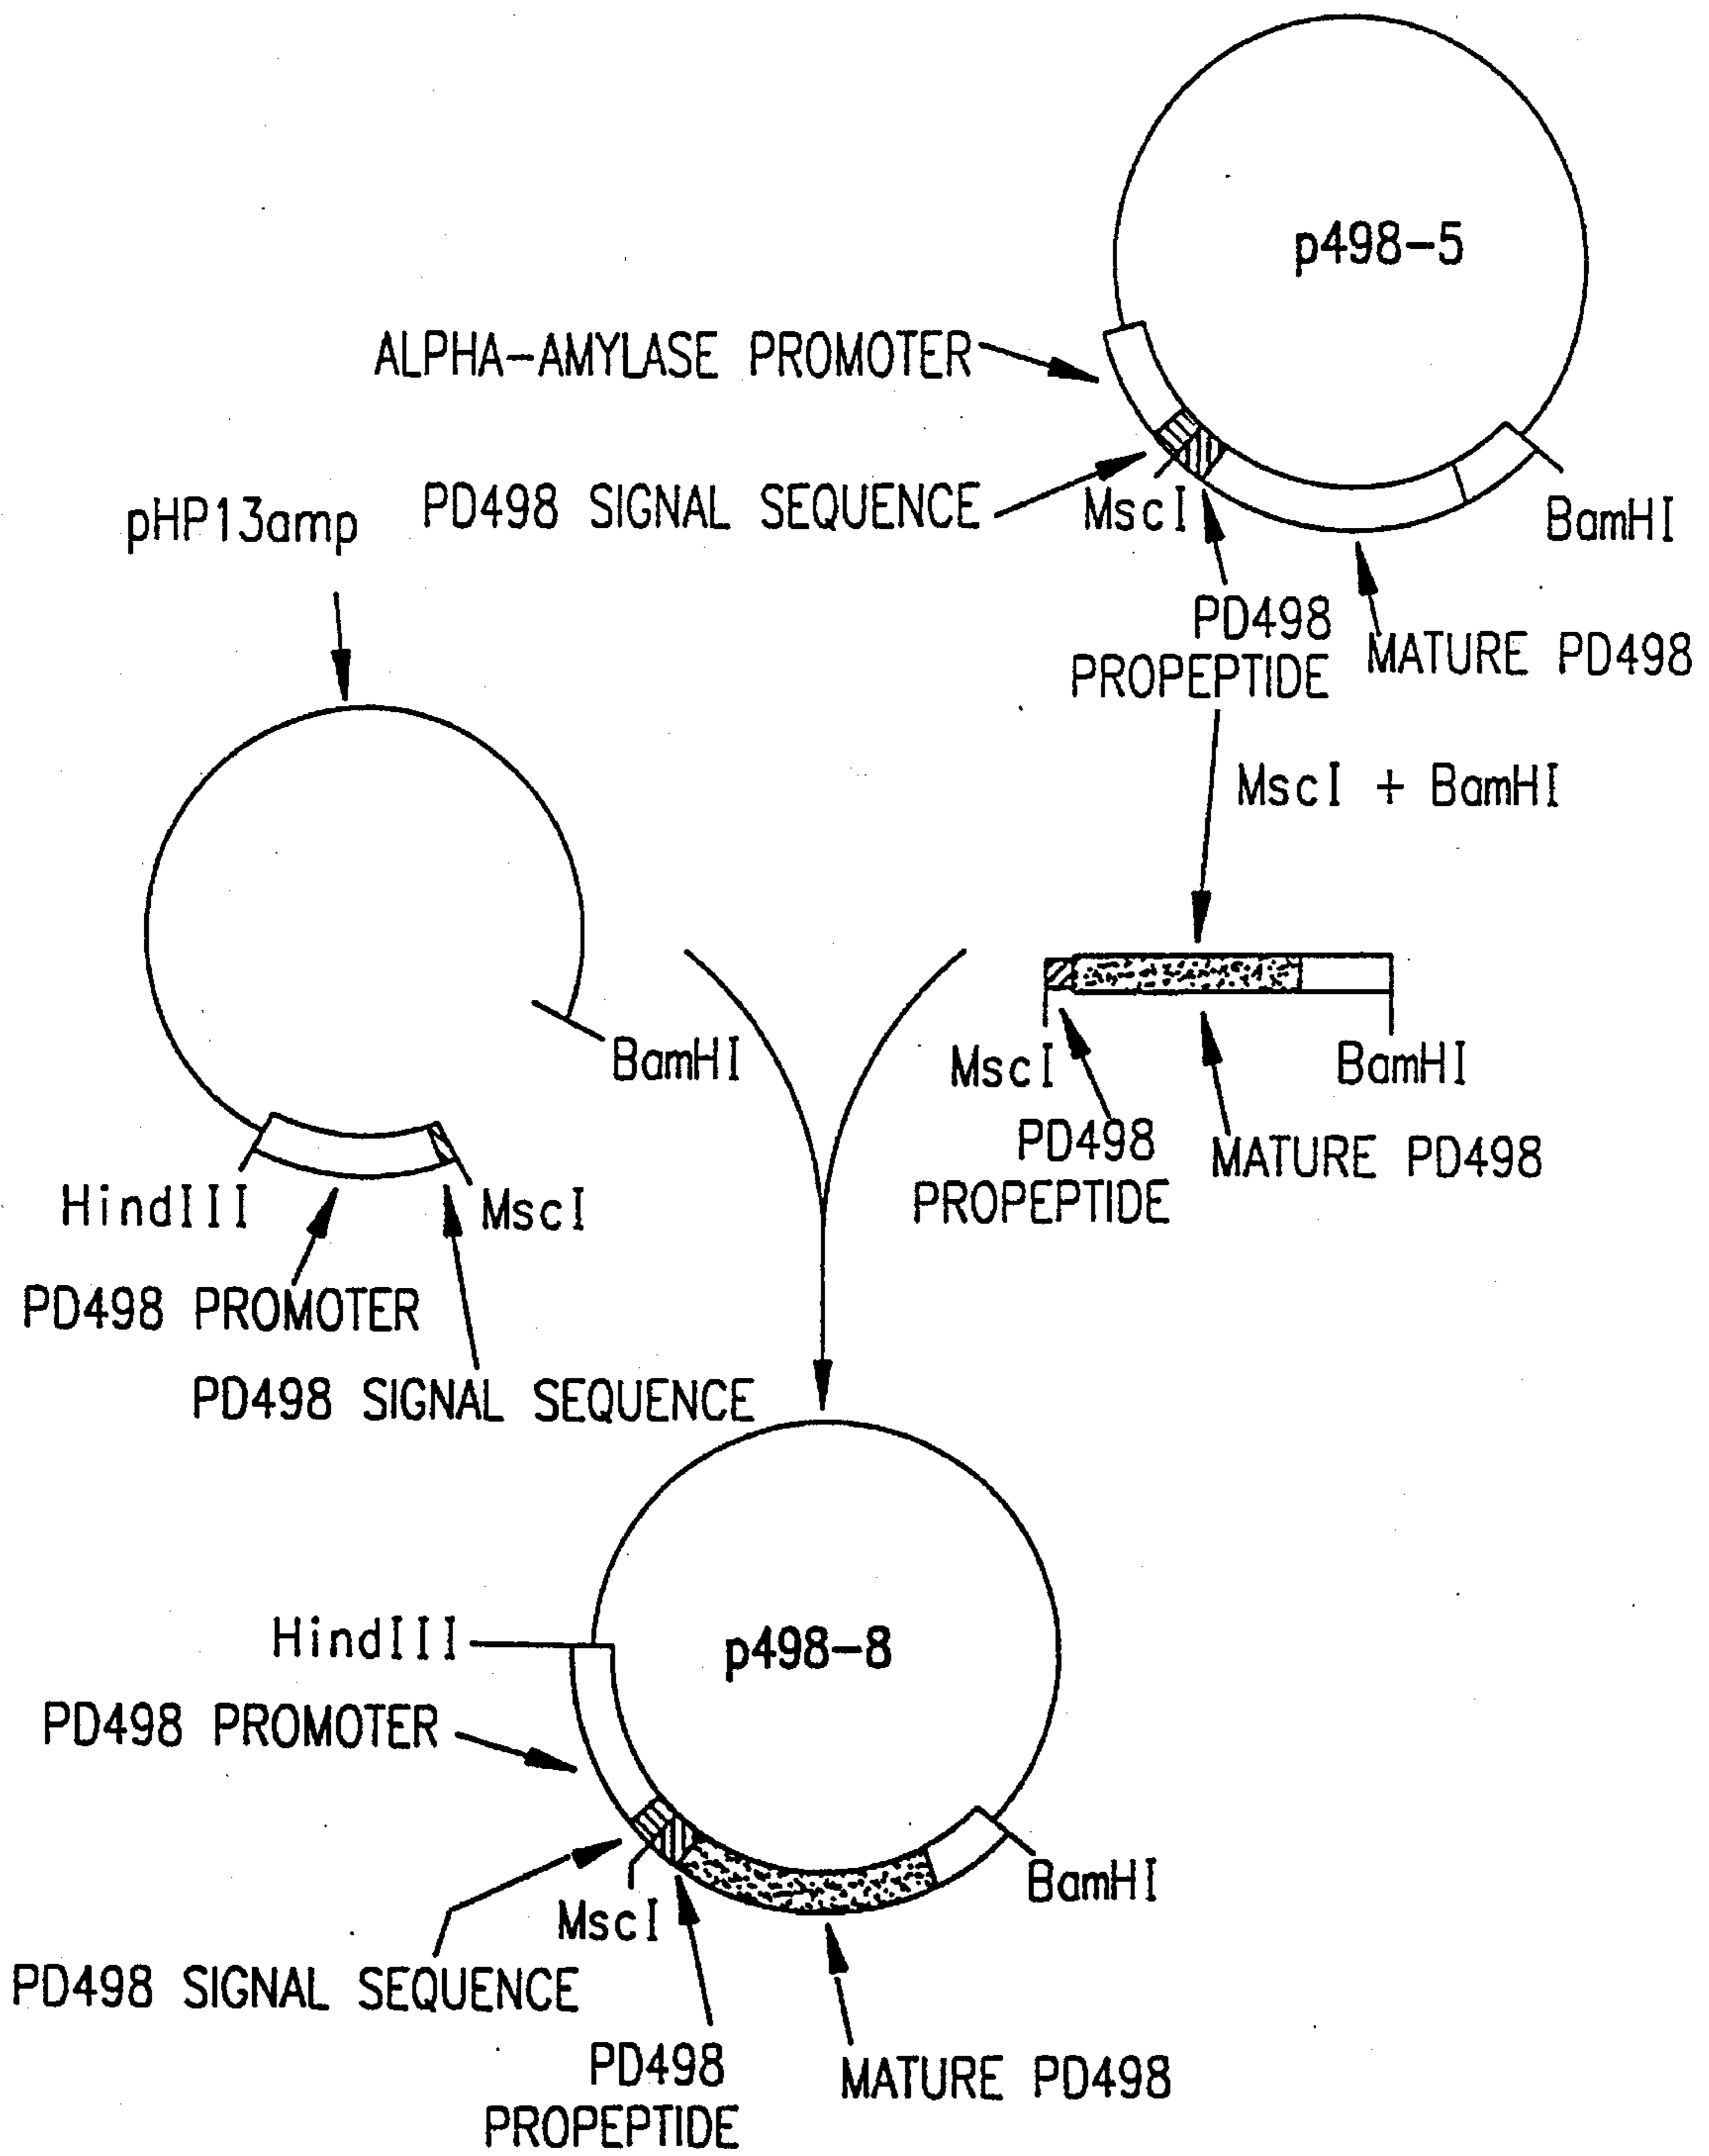 p498-5
ALPHA-AMYLASE PROMOTER
PD498 SIGNAL SEQUENCE
MscI
BamHI
pHP13amp
PD498
PROPEPTIDE
MATURE PD498
MscI + BamHI
BamHI
MscI
BamHI
PD498
PROPEPTIDE
MATURE PD498
HindIII
MscI
PD498 PROMOTER
PD498 SIGNAL SEQUENCE
HindIII
p498-8
PD498 PROMOTER
BamHI
MscI
PD498 SIGNAL SEQUENCE
PD498
PROPEPTIDE
MATURE PD498